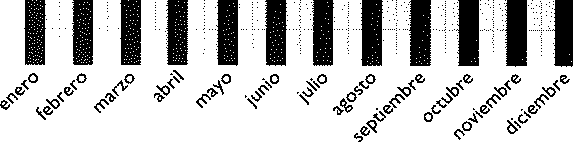 enero
febrero
marzo
abril
mayo
junio
julio
agosto
septiembre
octubre
noviembre
diciembre